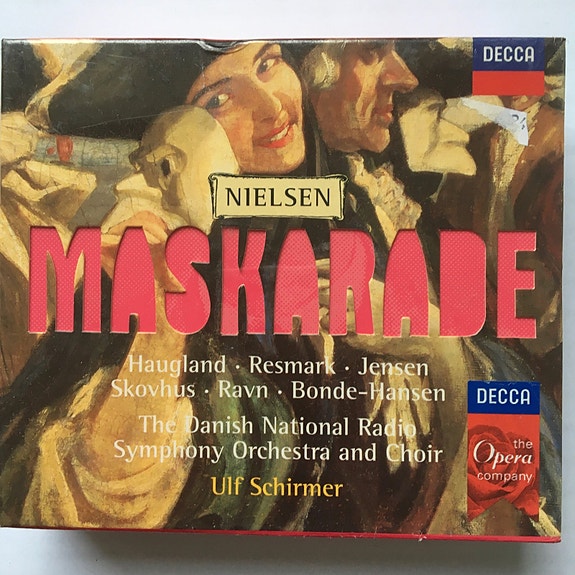 DECCA
NIELSEN
MASKARADE
Haugland · Resmark · Jensen
Skovhus · Ravn · Bonde-Hansen
The Danish National Radio
Symphony Orchestra and Choir
Ulf Schirmer
DECCA
the
Opera
company